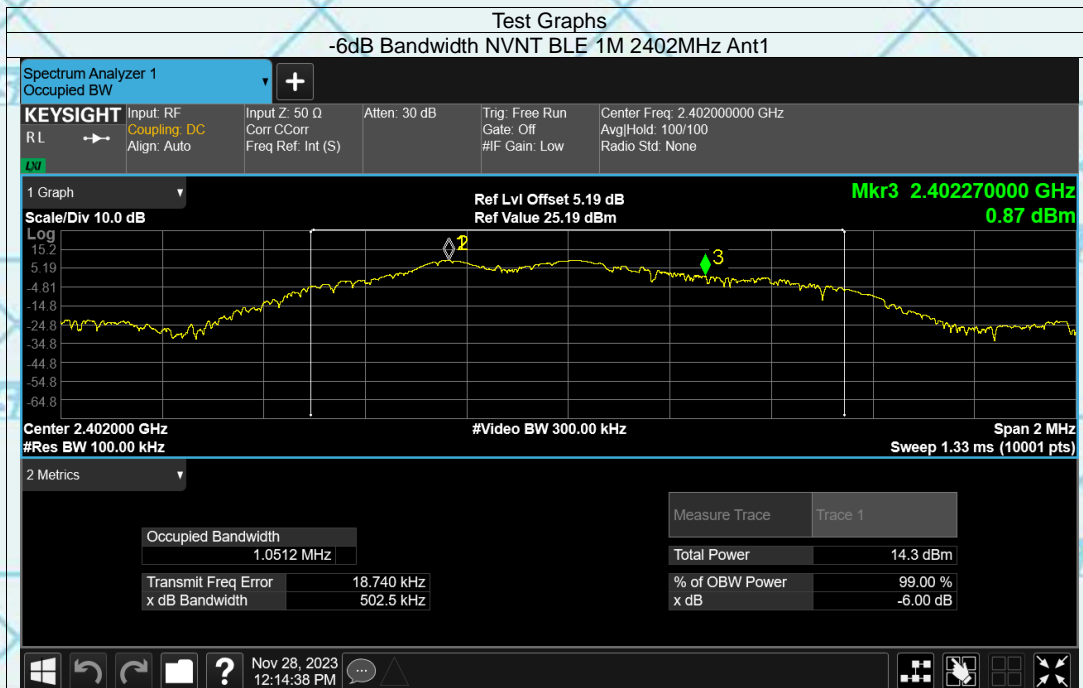 Test Graphs
-6dB Bandwidth NVNT BLE 1M 2402MHz Ant1
Spectrum Analyzer 1
Occupied BW
KEYSIGHT
R L
LXI
Input: RF
Coupling: DC
Align: Auto
Input Z: 50 Ω
Corr CCorr
Freq Ref: Int (S)
Atten: 30 dB
Trig: Free Run
Gate: Off
#IF Gain: Low
Center Freq: 2.402000000 GHz
Avg|Hold: 100/100
Radio Std: None
1 Graph
Scale/Div 10.0 dB
Ref Lvl Offset 5.19 dB
Ref Value 25.19 dBm
Mkr3 2.402270000 GHz
0.87 dBm
Log
15.2
5.19
-4.81
-14.8
-24.8
-34.8
-44.8
-54.8
-64.8
2
3
Center 2.402000 GHz
#Res BW 100.00 kHz
#Video BW 300.00 kHz
Span 2 MHz
Sweep 1.33 ms (10001 pts)
2 Metrics
Measure Trace Trace 1
Occupied Bandwidth
1.0512 MHz
Total Power 14.3 dBm
Transmit Freq Error 18.740 kHz
% of OBW Power 99.00 %
x dB Bandwidth 502.5 kHz
x dB -6.00 dB
?
Nov 28, 2023
12:14:38 PM